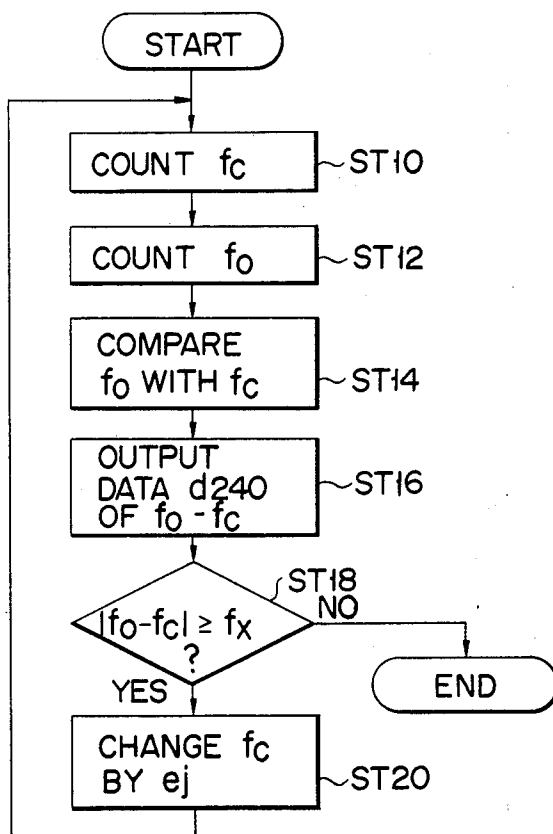 START
COUNT fc
ST10
COUNT fo
ST12
COMPARE
fo WITH fc
ST14
OUTPUT
DATA d240
OF fo-fc
ST16
ST18
|fo-fc| ≥ fx
?
NO
YES
END
CHANGE fc
BY ej
ST20